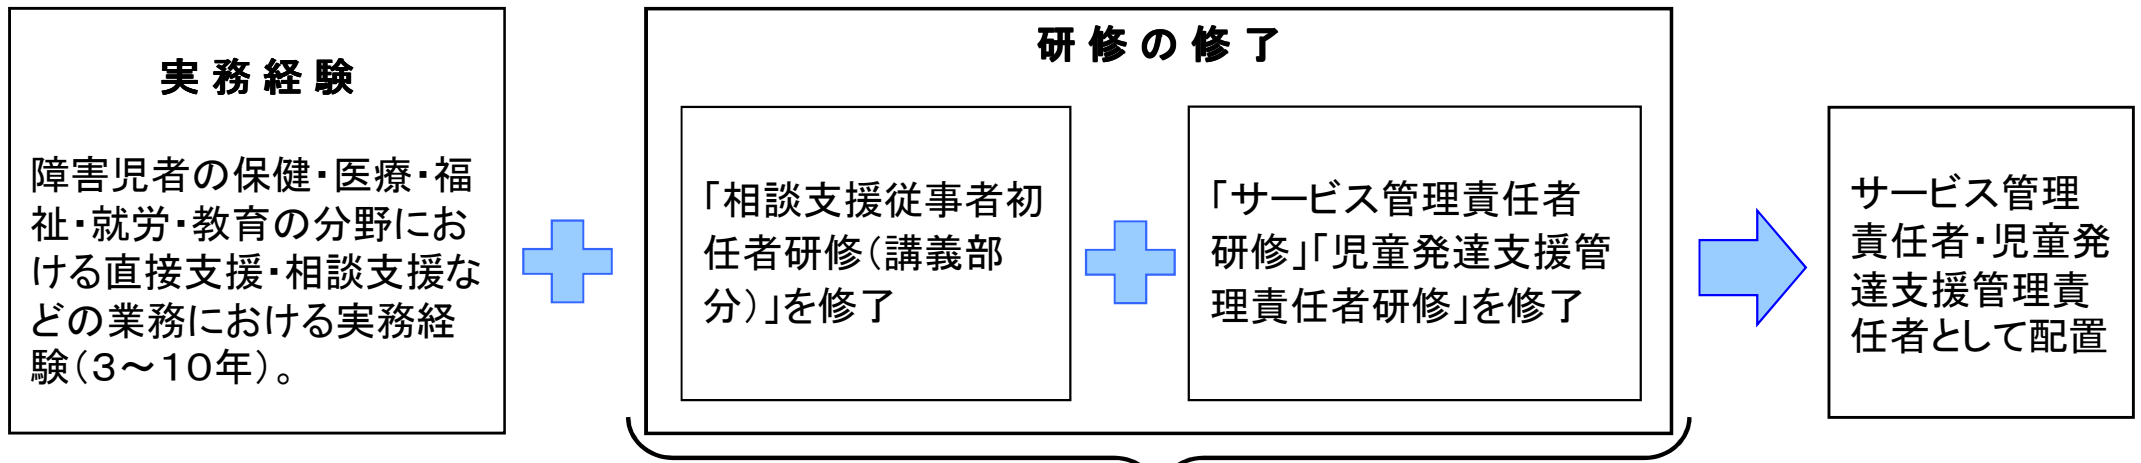 実務経験
障害児者の保健・医療・福
祉・就労・教育の分野にお
ける直接支援・相談支援な
どの業務における実務経
験(3~10年)。
研修の修了
「相談支援従事者初
任者研修(講義部
分)」を修了
「サービス管理責任者
研修」「児童発達支援管
理責任者研修」を修了
サービス管理
責任者・児童発
達支援管理責
任者として配置